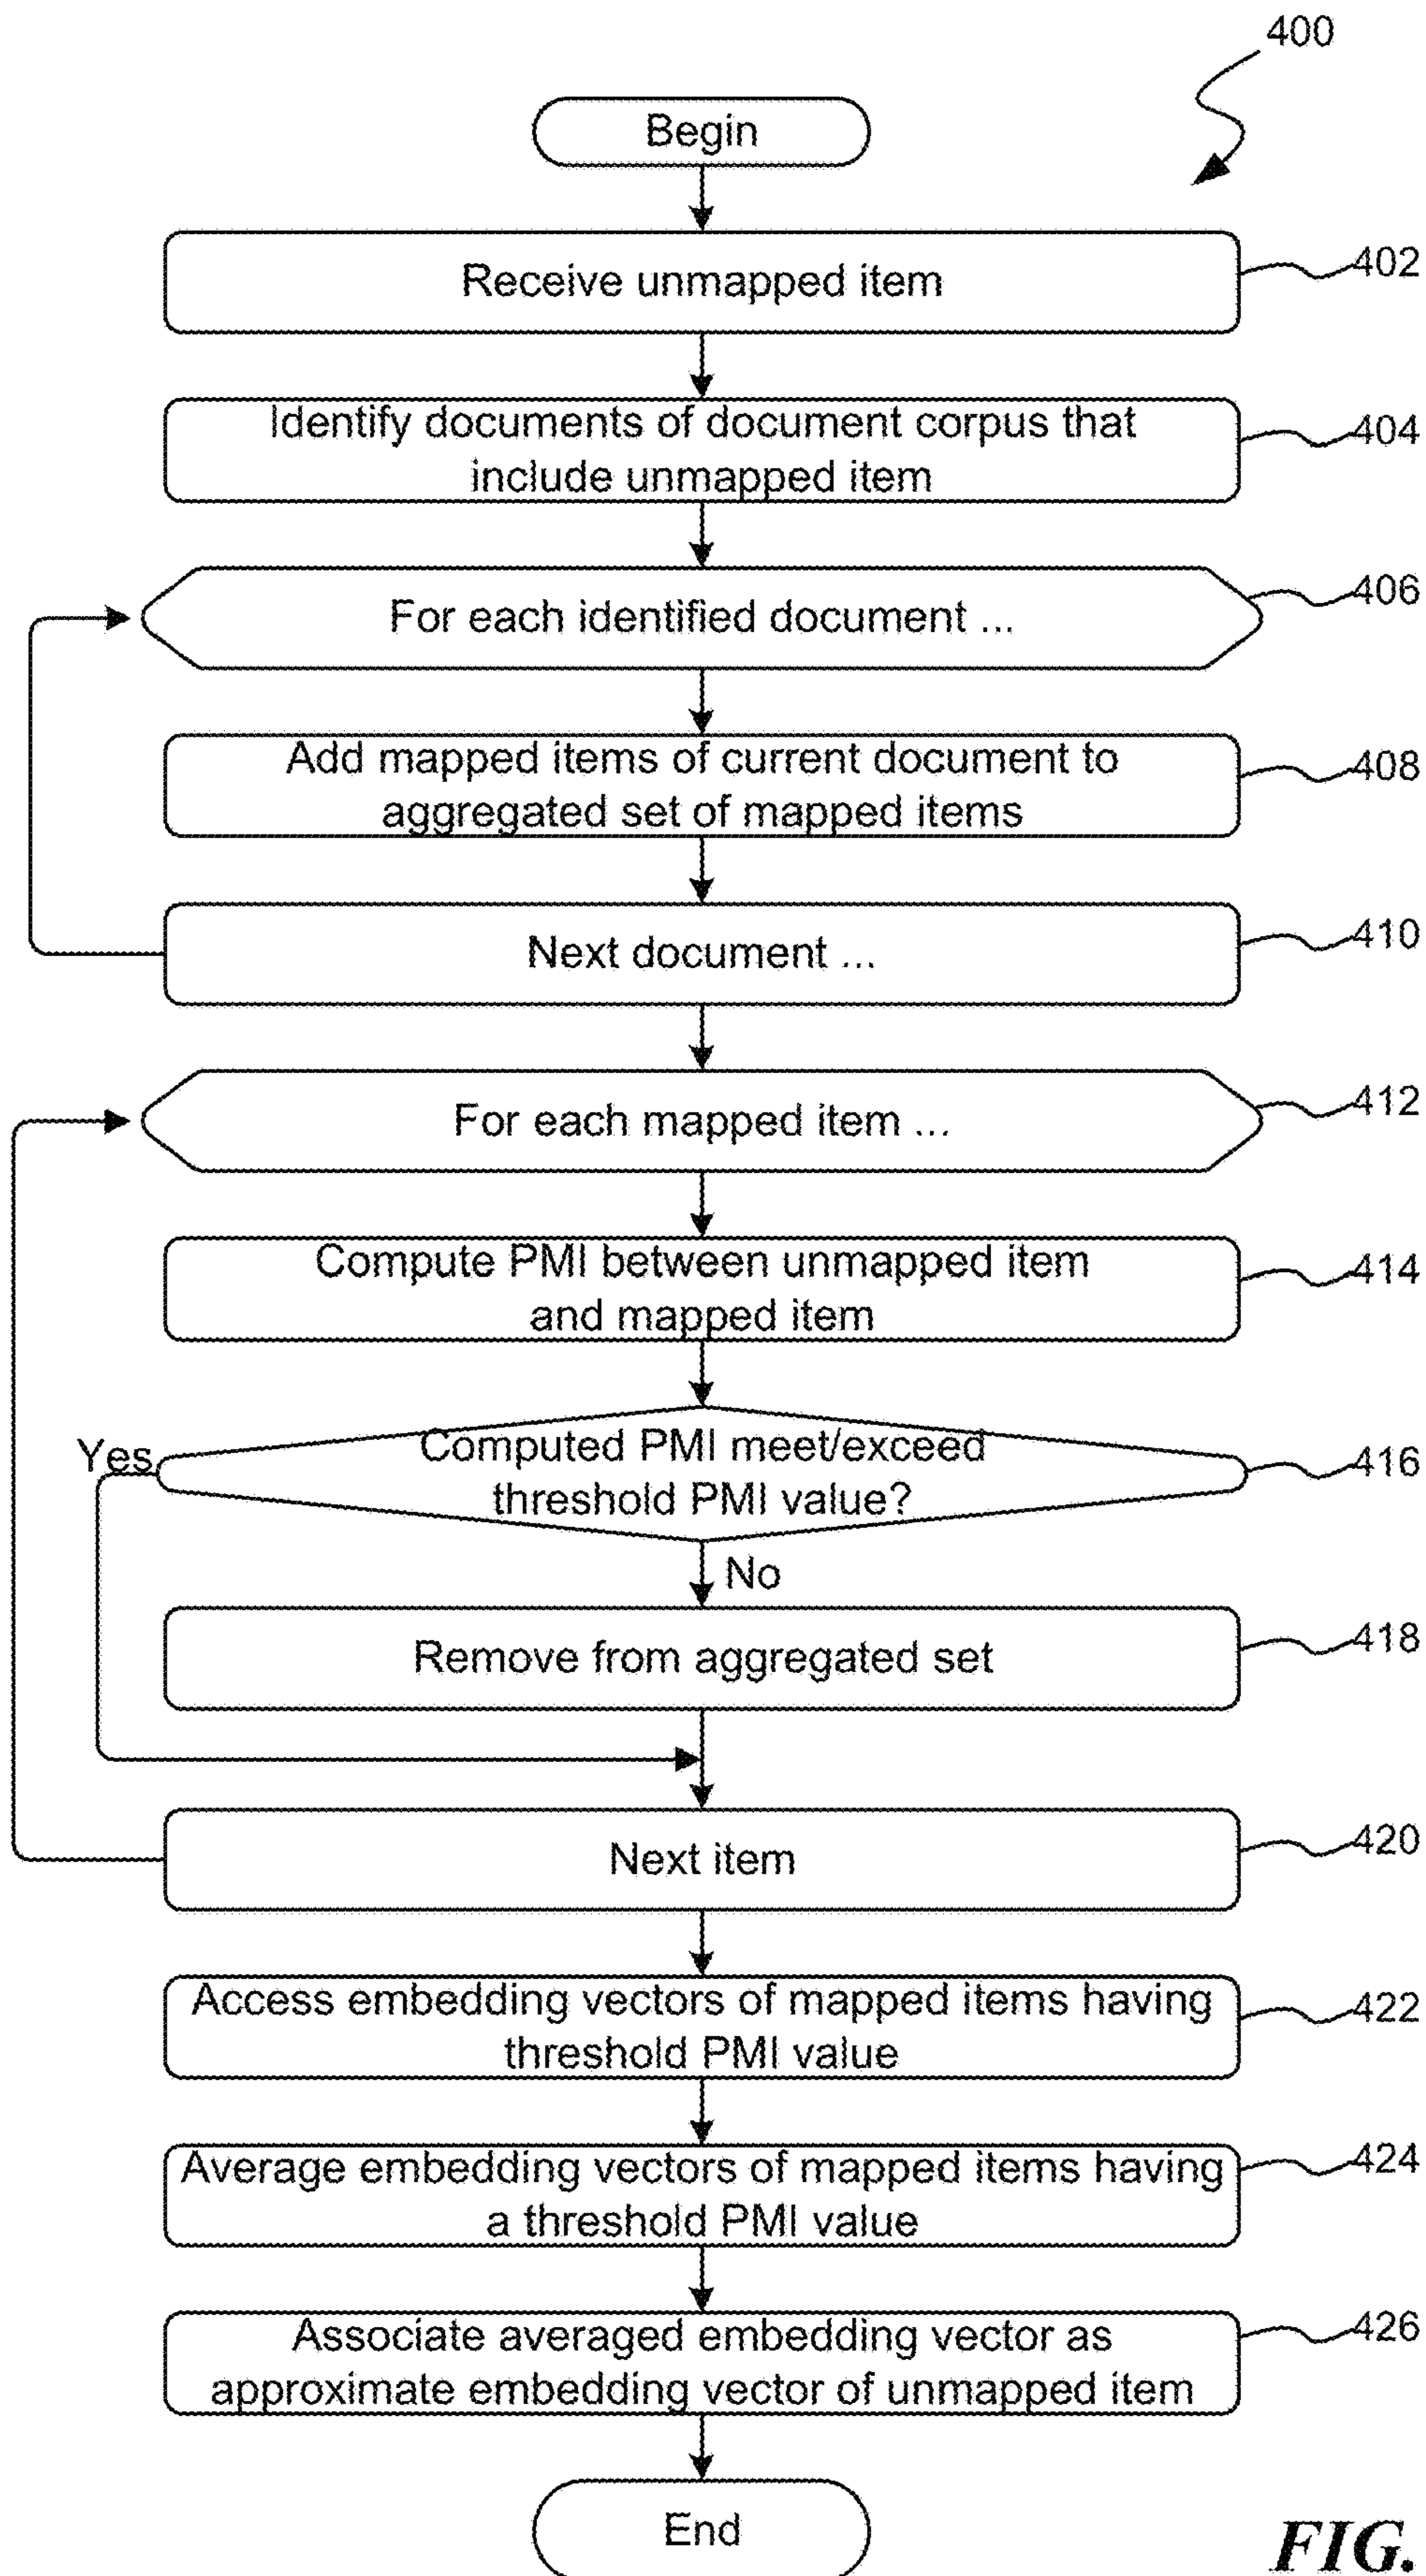 400
Begin
Receive unmapped item
402
Identify documents of document corpus that
include unmapped item
404
For each identified document ...
406
Add mapped items of current document to
aggregated set of mapped items
408
Next document ...
410
For each mapped item ...
412
Compute PMI between unmapped item
and mapped item
414
Yes
Computed PMI meet/exceed
threshold PMI value?
416
No
Remove from aggregated set
418
Next item
420
Access embedding vectors of mapped items having
threshold PMI value
422
Average embedding vectors of mapped items having
a threshold PMI value
424
Associate averaged embedding vector as
approximate embedding vector of unmapped item
426
End
FIG.